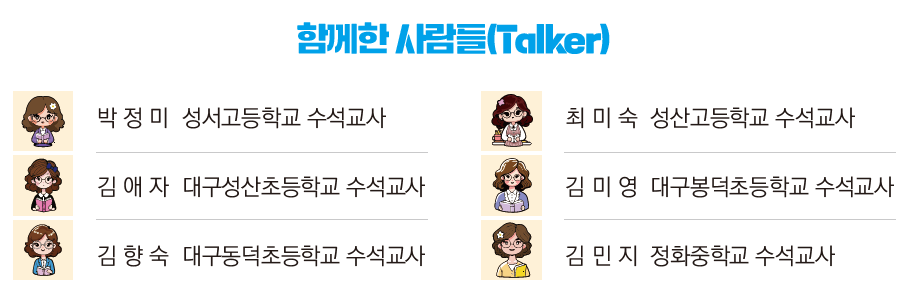 함께한 사람들(Talker)
박 정 미 성서고등학교 수석교사
최 미 숙 성산고등학교 수석교사
김 애 자 대구성산초등학교 수석교사
김 미 영 대구봉덕초등학교 수석교사
김 향 숙 대구동덕초등학교 수석교사
김 민 지 정화중학교 수석교사